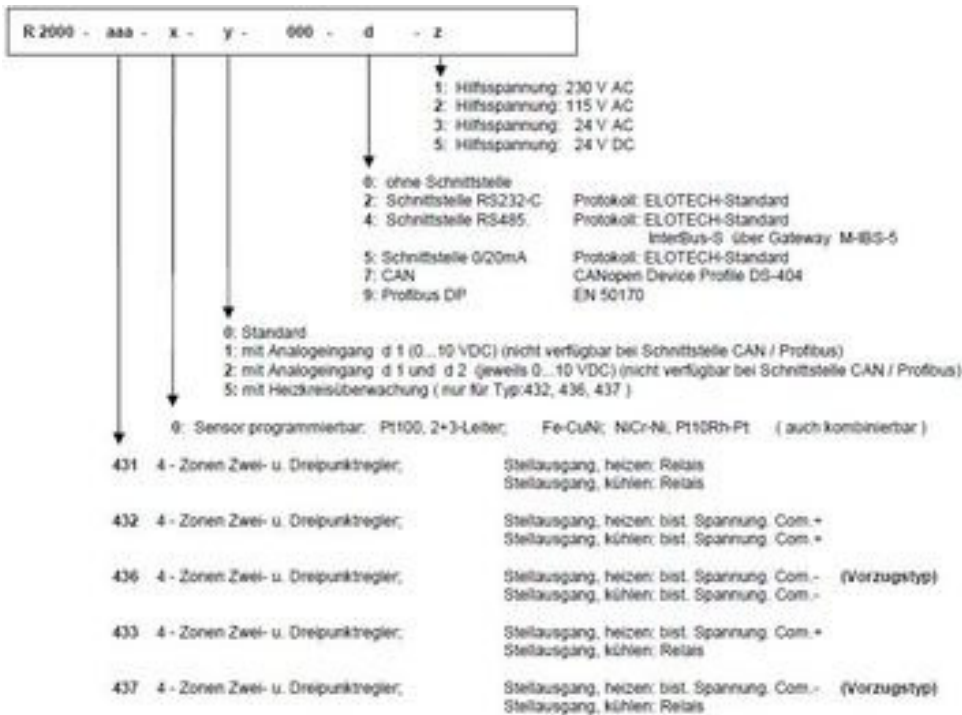 R 2000 - aaa - x - y - 000 - d - z
1: Hilfsspannung: 230 V AC
2: Hilfsspannung: 115 V AC
3: Hilfsspannung: 24 V AC
5: Hilfsspannung: 24 V DC
0: ohne Schnittstelle
2: Schnittstelle RS232-C Protokoll: ELOTECH-Standard
4: Schnittstelle RS485. Protokoll: ELOTECH-Standard
InterBus-S über Gateway M-IBS-5
5: Schnittstelle 0/20mA Protokoll: ELOTECH-Standard
7: CAN CANopen Device Profile DS-404
9: Profibus DP EN 50170
0: Standard
1: mit Analogeingang d 1 (0...10 VDC) (nicht verfügbar bei Schnittstelle CAN / Profibus)
2: mit Analogeingang d 1 und d 2 (jeweils 0...10 VDC) (nicht verfügbar bei Schnittstelle CAN / Profibus)
5: mit Heizkreisüberwachung ( nur für Typ:432, 436, 437 )
0: Sensor programmierbar: Pt100, 2+3-Leiter; Fe-CuNi; NiCr-Ni, Pt10Rh-Pt ( auch kombinierbar )
431 4 - Zonen Zwei- u. Dreipunktregler; Stellausgang, heizen: Relais
Stellausgang, kühlen: Relais
432 4 - Zonen Zwei- u. Dreipunktregler; Stellausgang, heizen: bist. Spannung. Com.+
Stellausgang, kühlen: bist. Spannung. Com.+
436 4 - Zonen Zwei- u. Dreipunktregler; Stellausgang, heizen: bist. Spannung. Com.- (Vorzugstyp)
Stellausgang, kühlen: bist. Spannung. Com.-
433 4 - Zonen Zwei- u. Dreipunktregler; Stellausgang, heizen: bist. Spannung. Com.+
Stellausgang, kühlen: Relais
437 4 - Zonen Zwei- u. Dreipunktregler; Stellausgang, heizen: bist. Spannung. Com.- (Vorzugstyp)
Stellausgang, kühlen: Relais